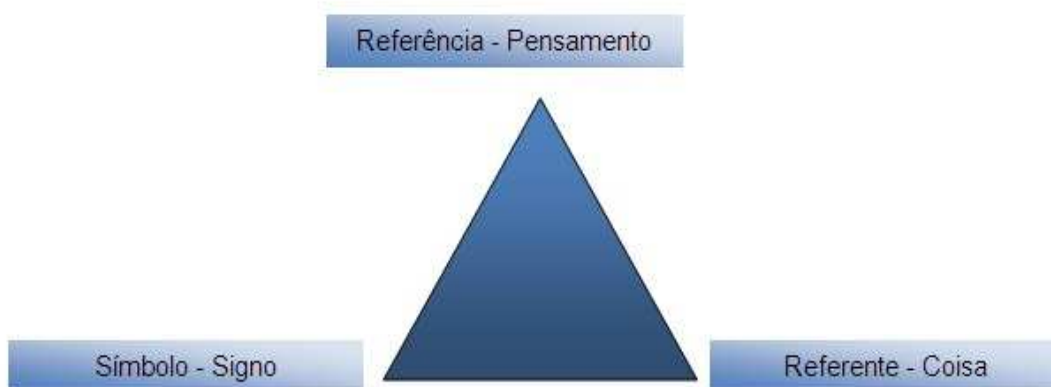 Referência - Pensamento
Símbolo - Signo
Referente - Coisa